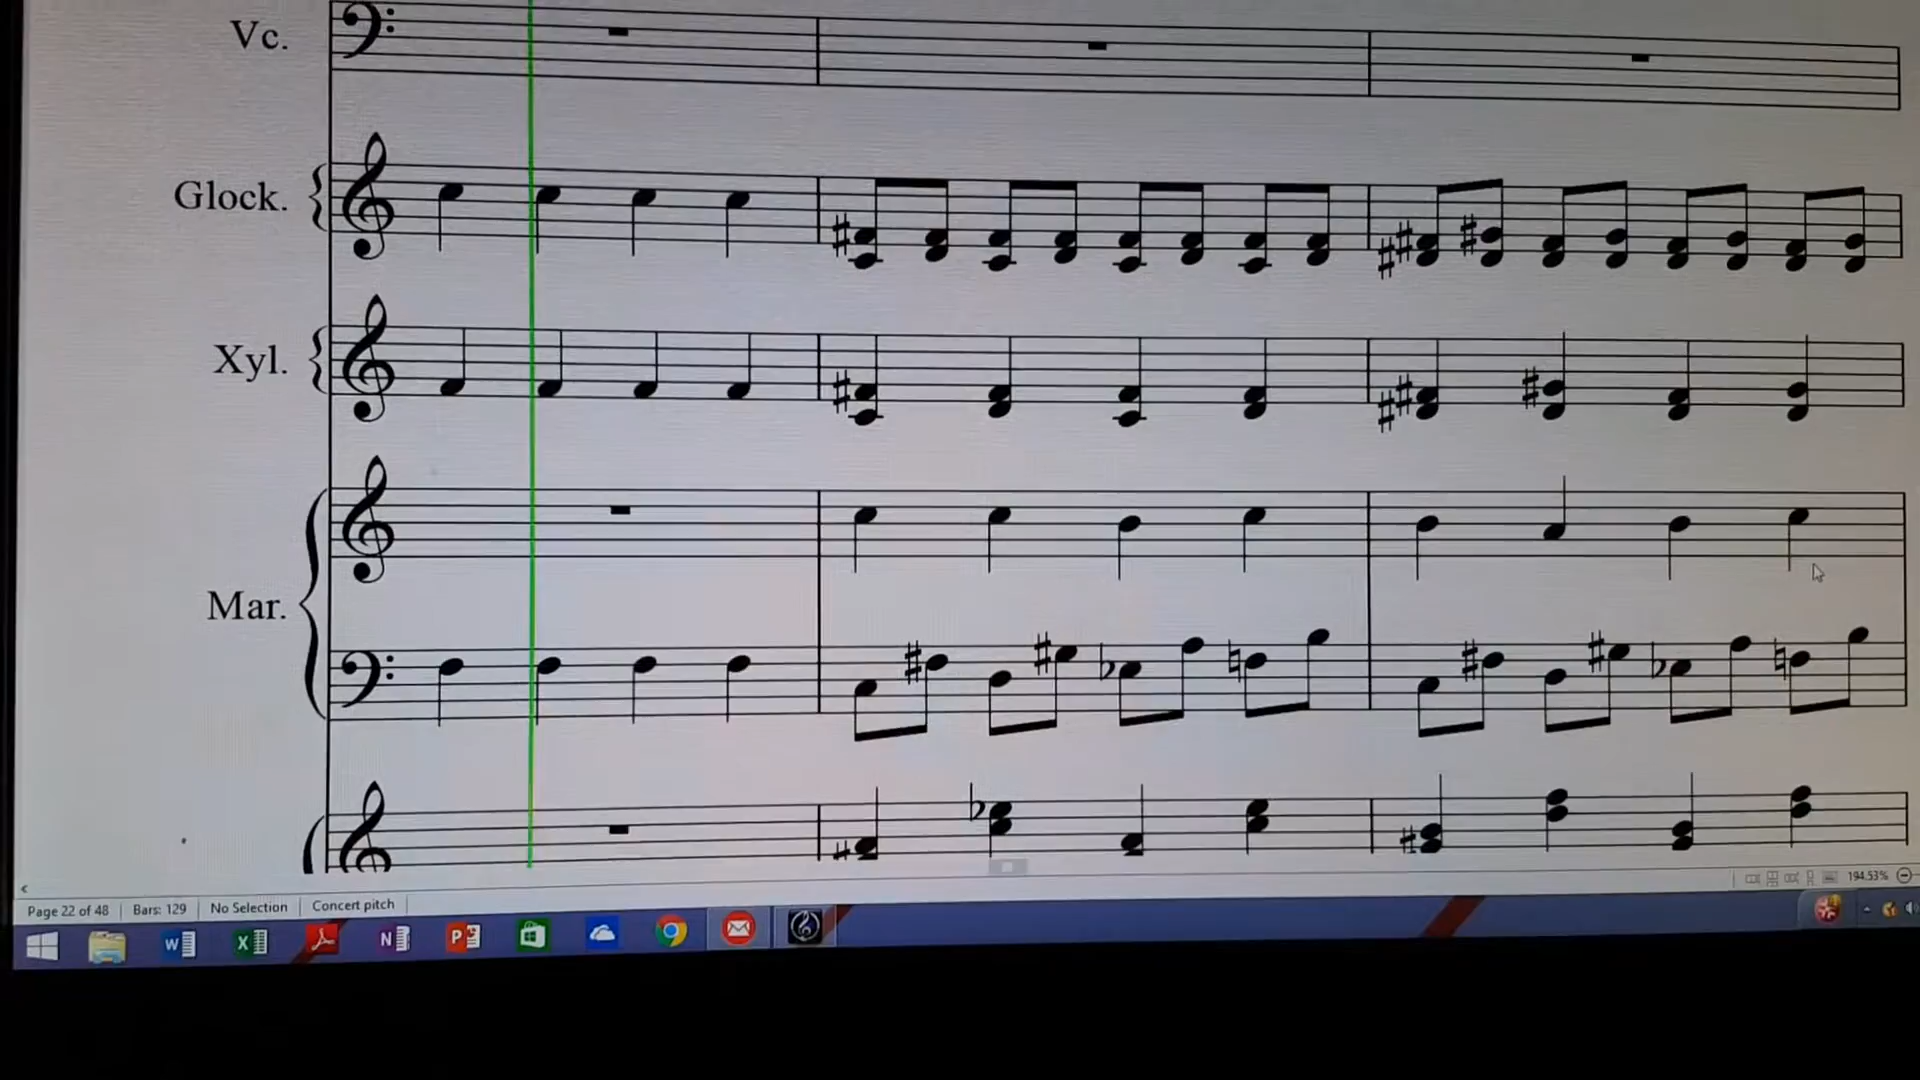 Vc.
Glock.
Xyl.
Mar.
194.53%
Page 22 of 48 Bars: 129 No Selection Concert pitch
W X N P